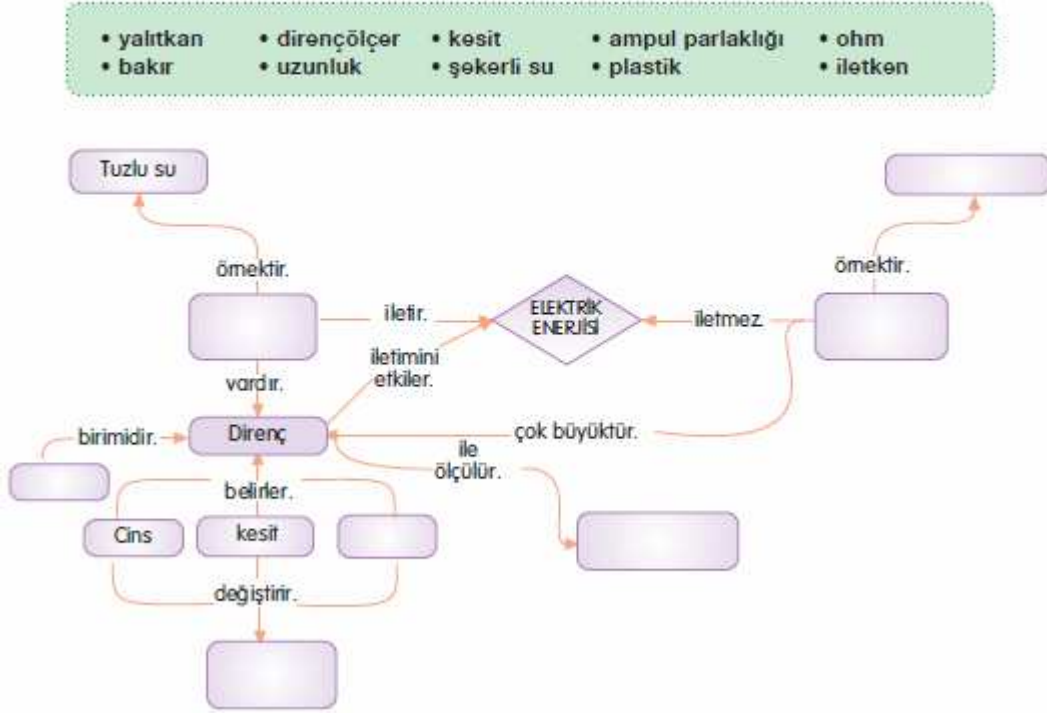 • yalıtkan • dirençölçer • kesit • ampul parlaklığı • ohm
• bakır • uzunluk • şekerli su • plastik • iletken
Tuzlu su
örnektir.
örnektir.
iletir.
ELEKTRİK
ENERJİSİ
iletmez.
iletimini
etkiler.
vardır.
birimidir.
Direnç
çok büyüktür.
ile
ölçülür.
belirler.
Cins
kesit
değiştirir.